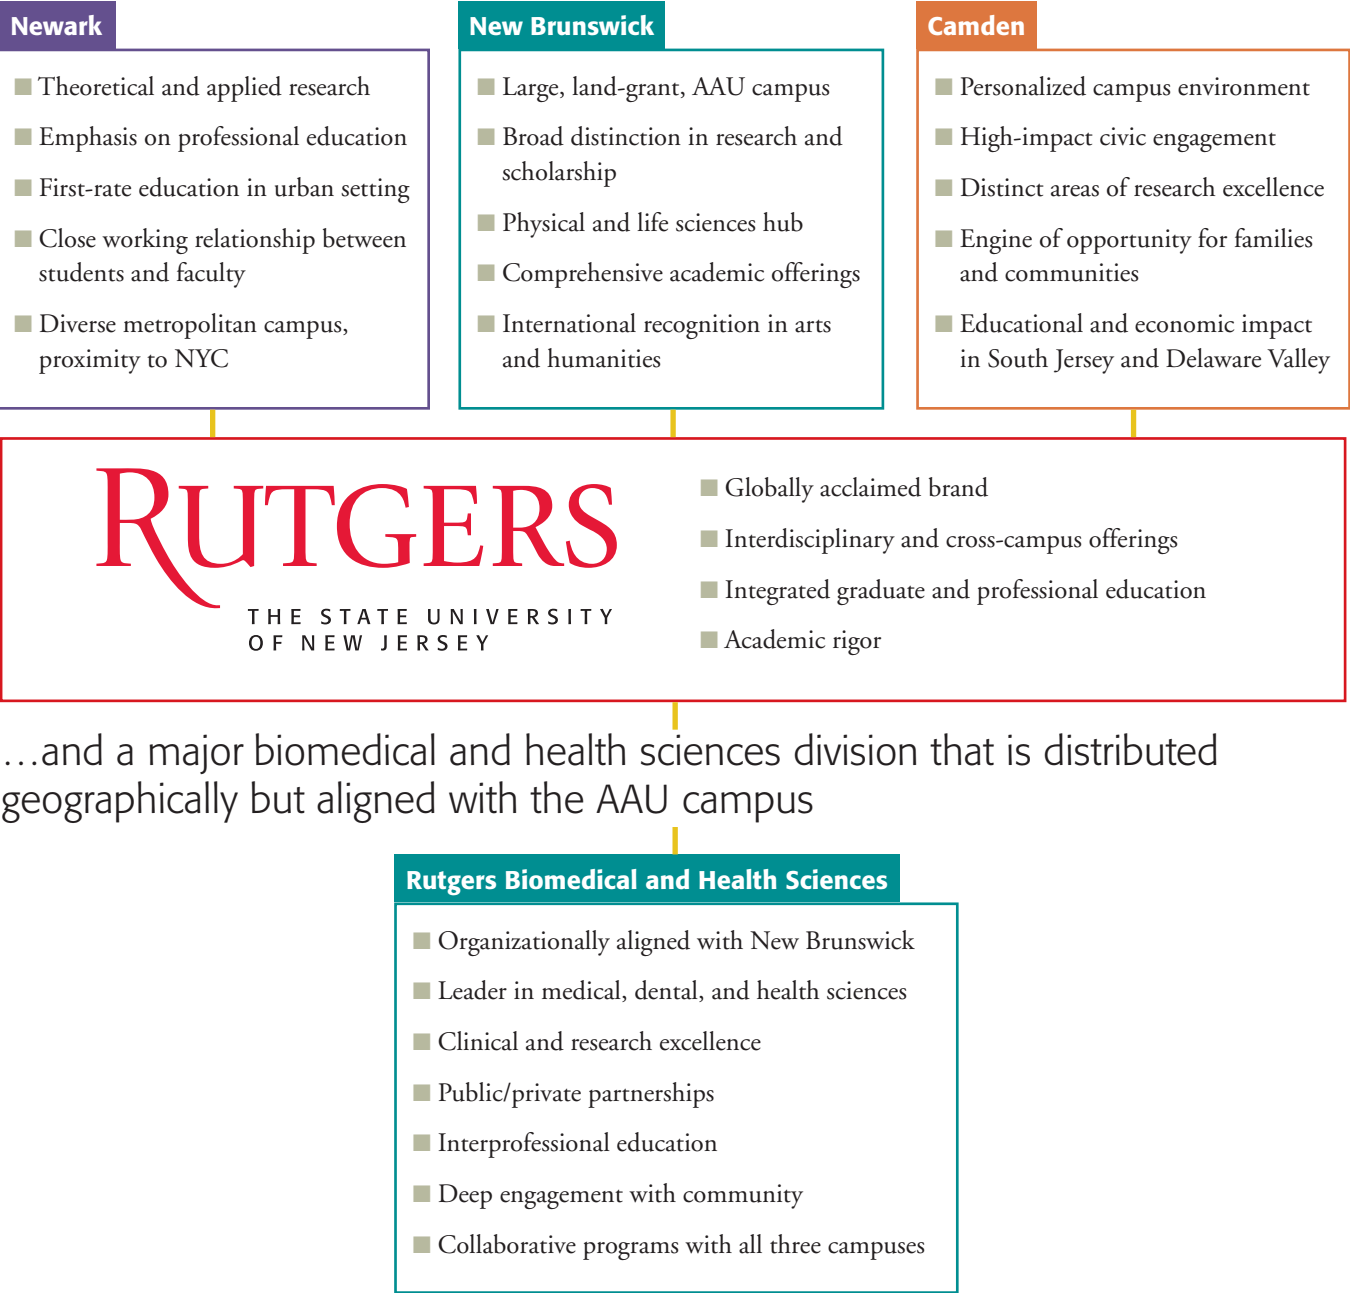 Newark
Theoretical and applied research
Emphasis on professional education
First-rate education in urban setting
Close working relationship between
students and faculty
Diverse metropolitan campus,
proximity to NYC
New Brunswick
Large, land-grant, AAU campus
Broad distinction in research and
scholarship
Physical and life sciences hub
Comprehensive academic offerings
International recognition in arts
and humanities
Camden
Personalized campus environment
High-impact civic engagement
Distinct areas of research excellence
Engine of opportunity for families
and communities
Educational and economic impact
in South Jersey and Delaware Valley
RUTGERS
THE STATE UNIVERSITY
OF NEW JERSEY
Globally acclaimed brand
Interdisciplinary and cross-campus offerings
Integrated graduate and professional education
Academic rigor
…and a major biomedical and health sciences division that is distributed
geographically but aligned with the AAU campus
Rutgers Biomedical and Health Sciences
Organizationally aligned with New Brunswick
Leader in medical, dental, and health sciences
Clinical and research excellence
Public/private partnerships
Interprofessional education
Deep engagement with community
Collaborative programs with all three campuses